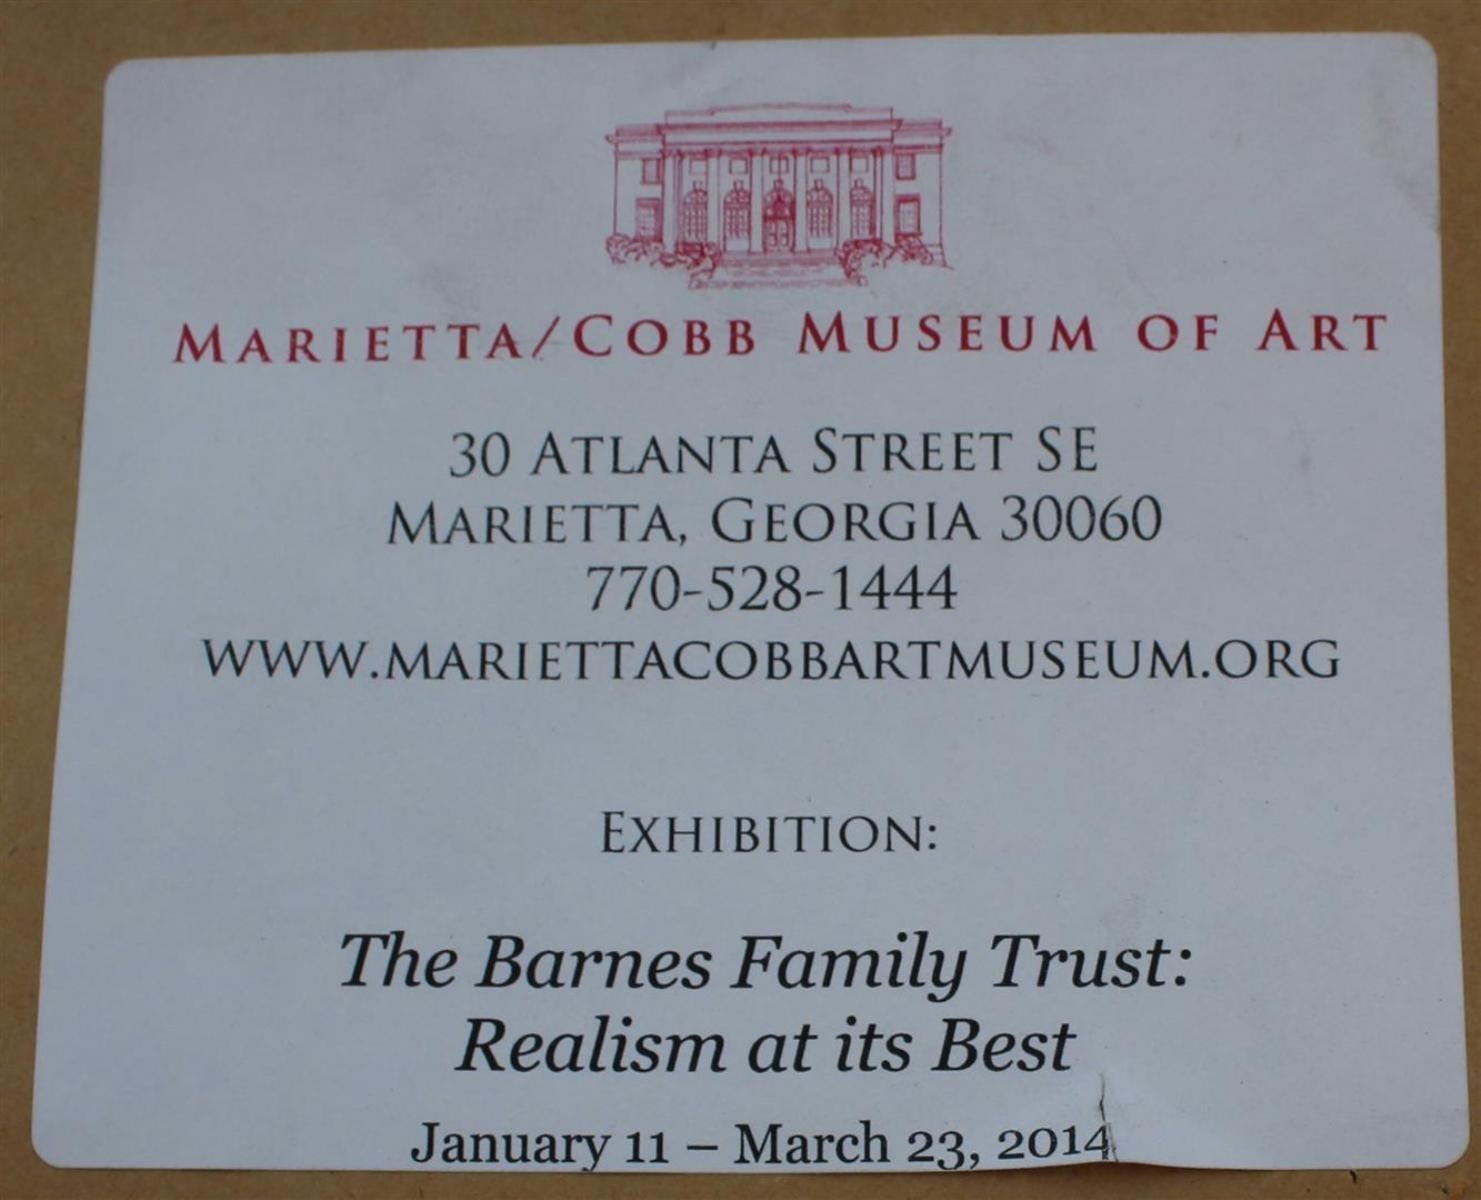 MARIETTA/COBB MUSEUM OF ART
30 ATLANTA STREET SE
MARIETTA, GEORGIA 30060
770-528-1444
WWW.MARIETTACOBBARTMUSEUM.ORG
EXHIBITION:
The Barnes Family Trust:
Realism at its Best
January 11 – March 23, 2014